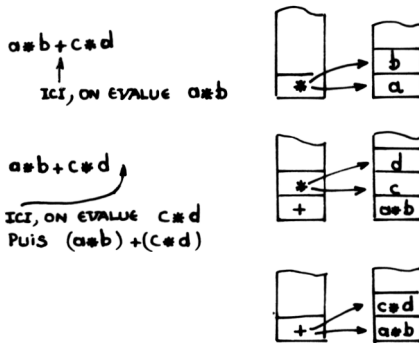 a*b+c*d
ICI, ON EVALUE a*b
*
b
a
a*b+c*d
ICI, ON EVALUE c*d
PUIS (a*b)+(c*d)
*
+
d
c
a*b
+
c*d
a*b